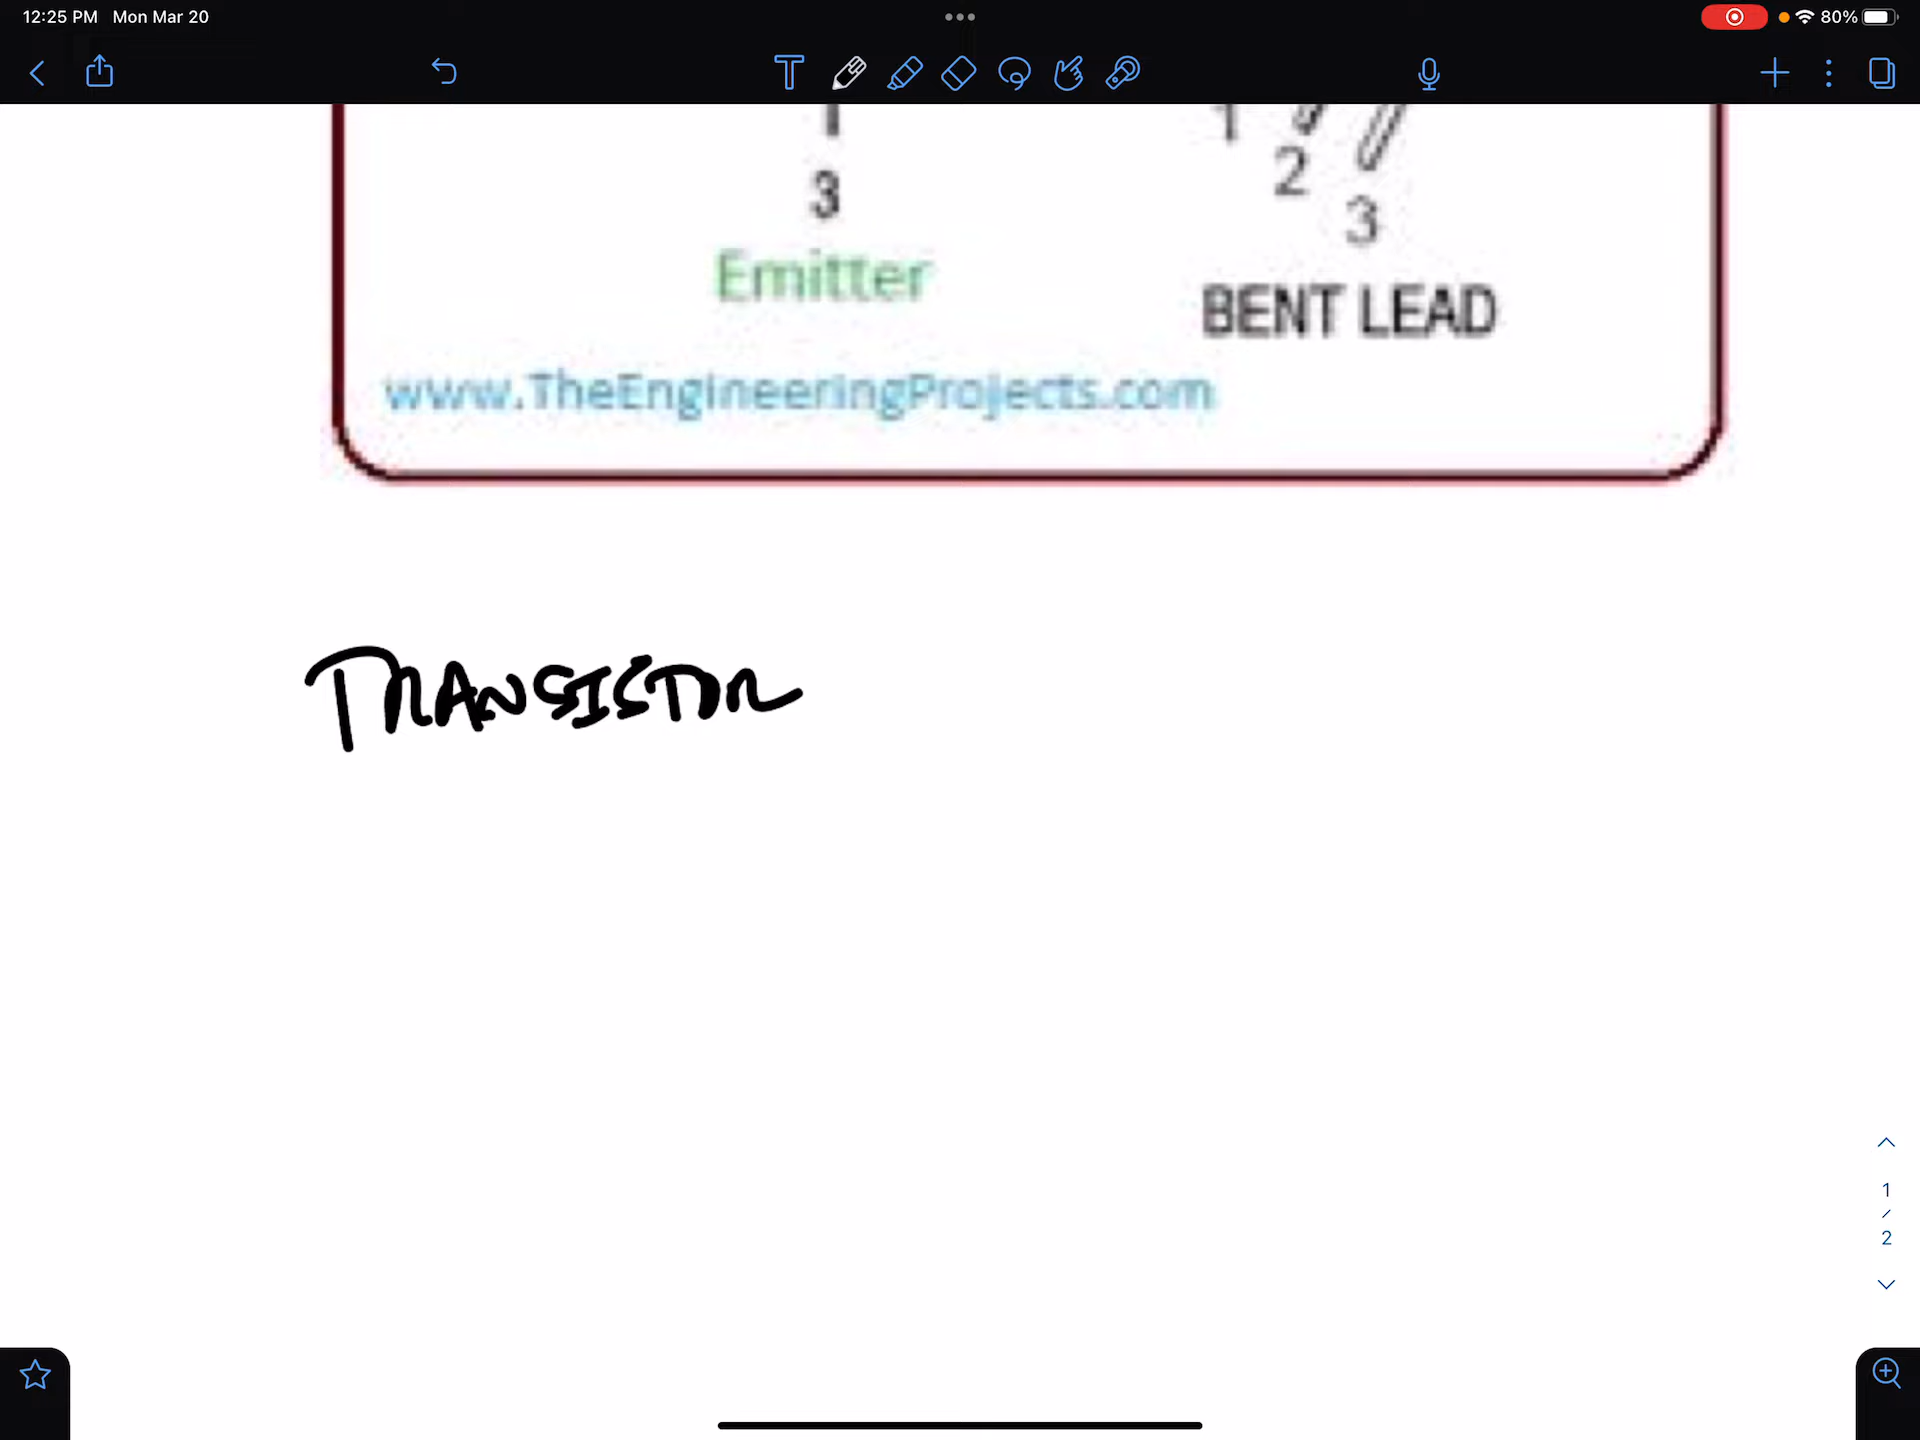 12:25 PM Mon Mar 20
80%
1
3
2
3
Emitter
BENT LEAD
www.TheEngineeringProjects.com
TRANSISTOR
1
/
2